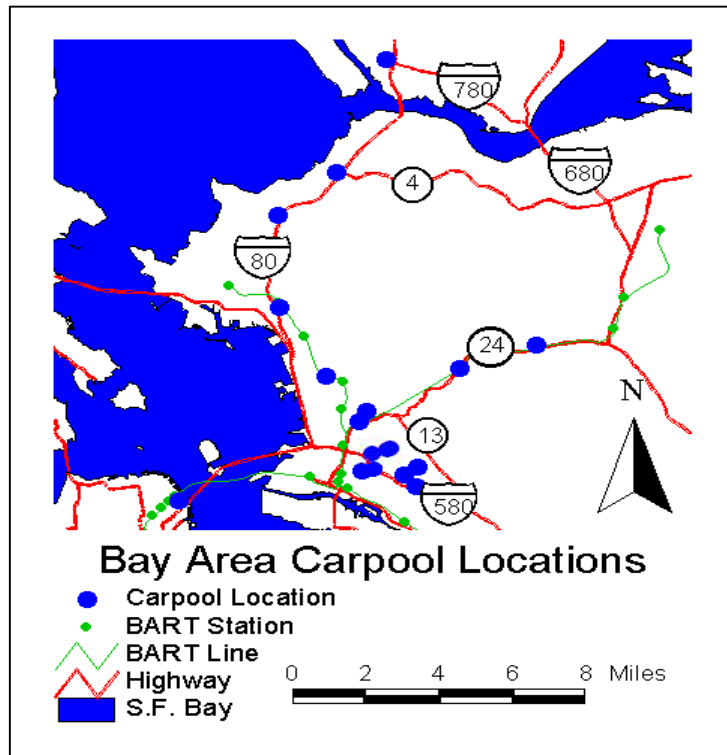 780
680
4
80
24
N
13
580
Bay Area Carpool Locations
Carpool Location
BART Station
BART Line
Highway
S.F. Bay
0 2 4 6 8 Miles